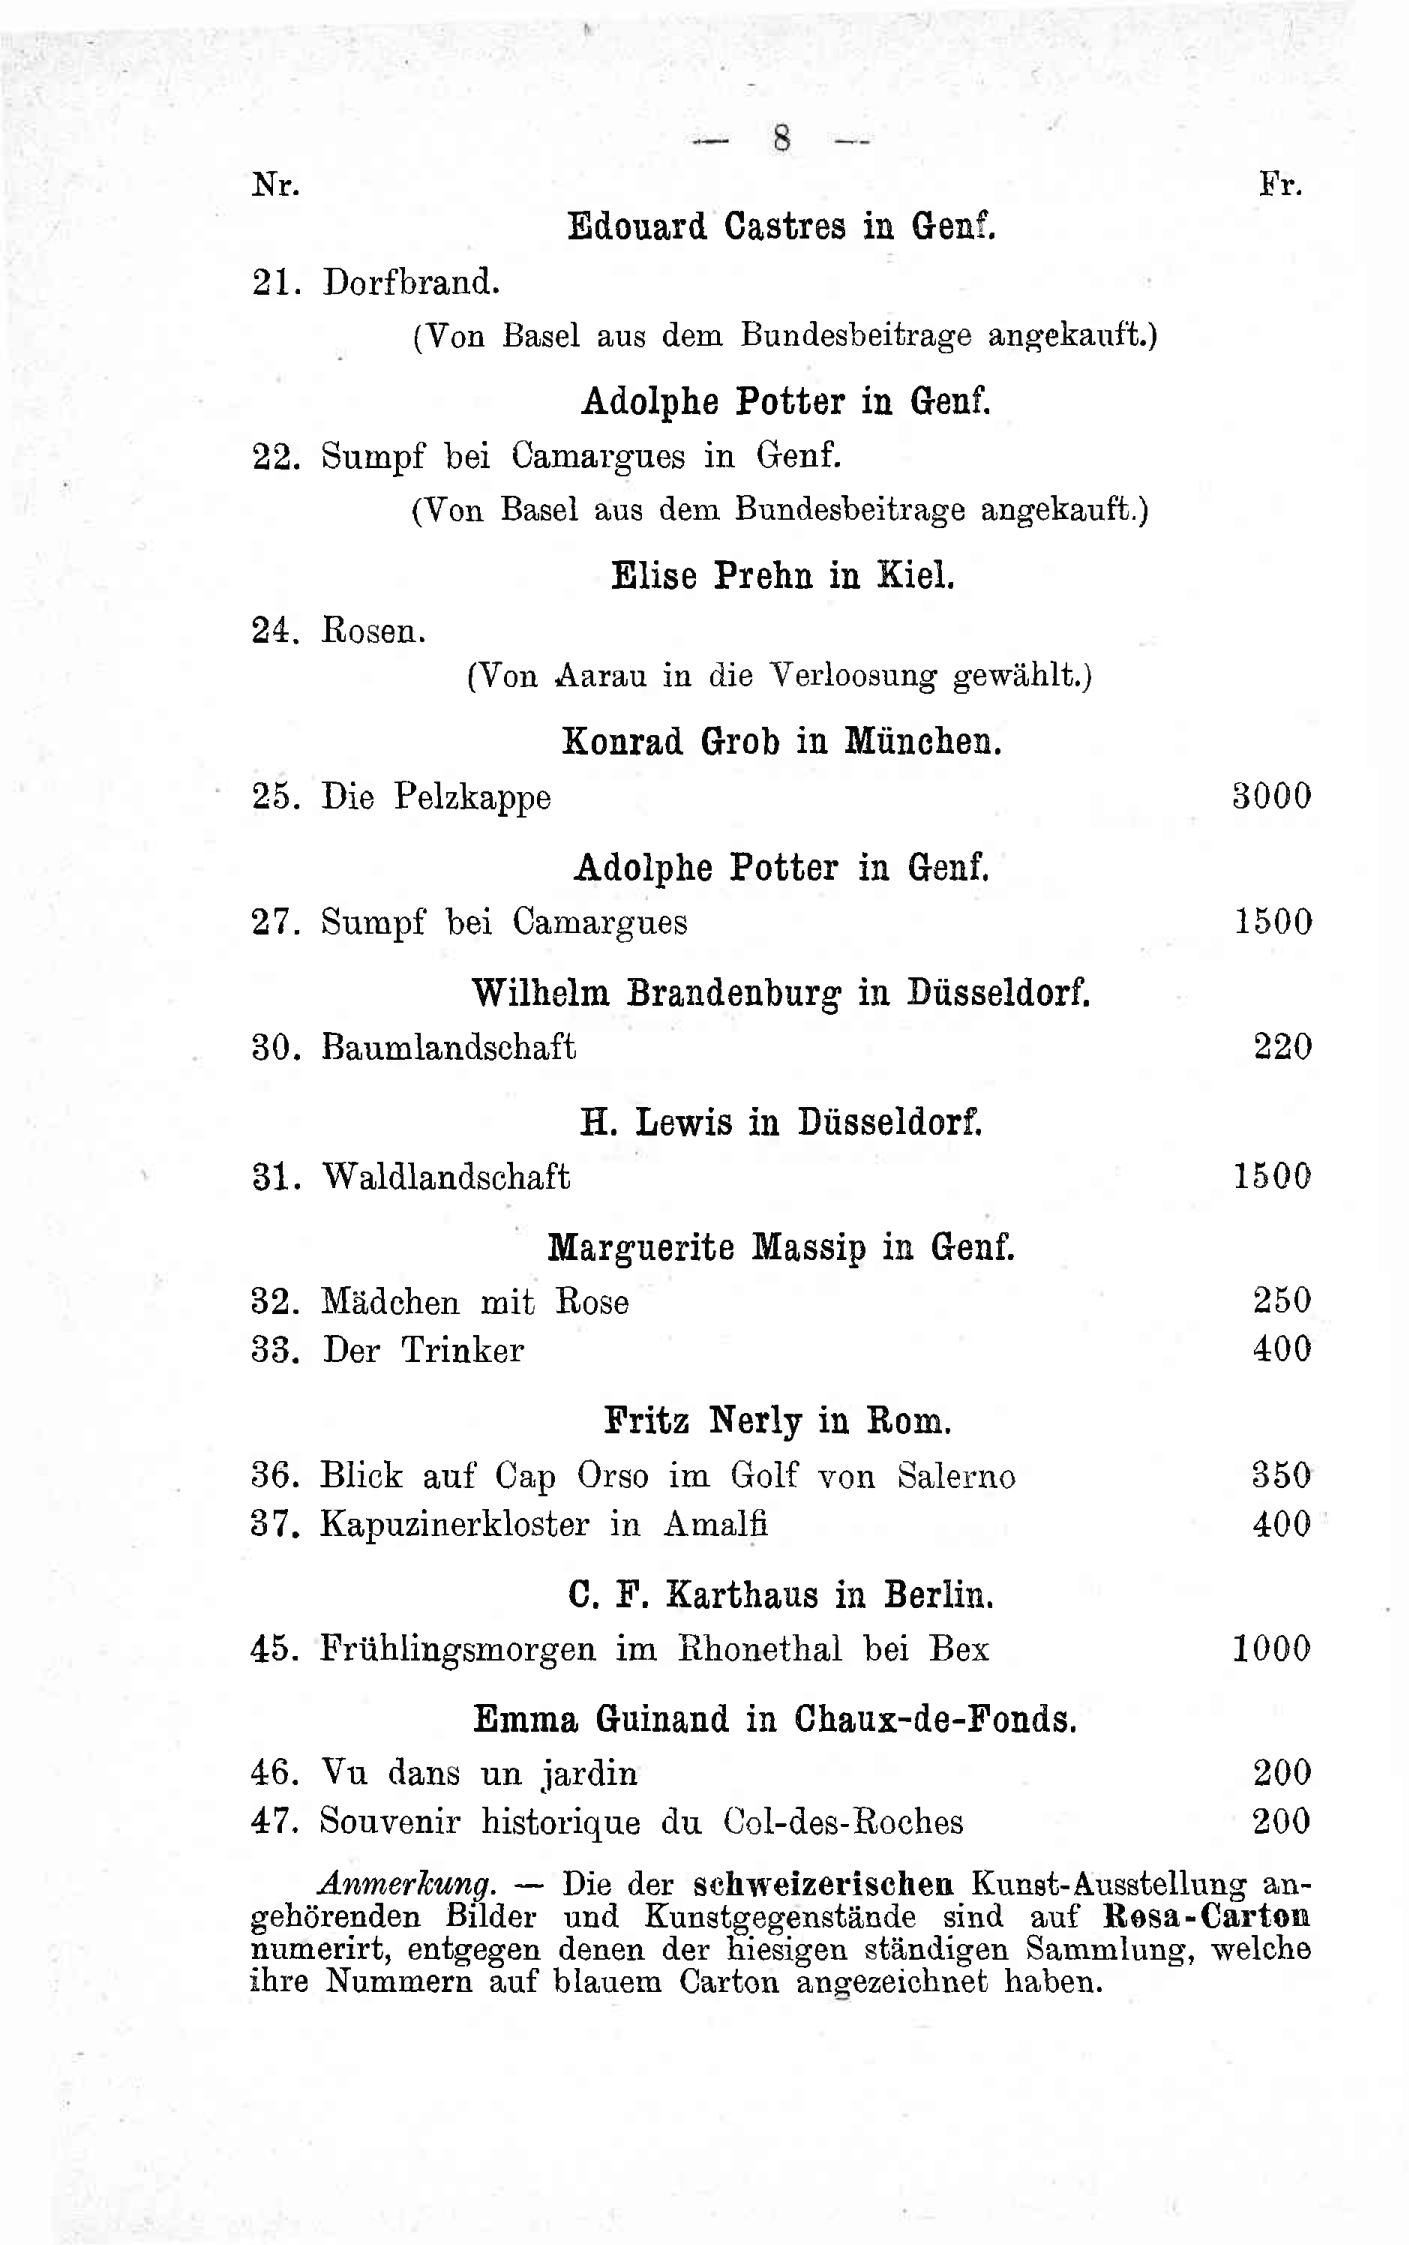 — 8 —
Nr. Fr.
Edouard Castres in Genf.
21. Dorfbrand.
(Von Basel aus dem Bundesbeitrage angekauft.)
Adolphe Potter in Genf.
22. Sumpf bei Camargues in Genf.
(Von Basel aus dem Bundesbeitrage angekauft.)
Elise Prehn in Kiel.
24. Rosen.
(Von Aarau in die Verloosung gewählt.)
Konrad Grob in München.
25. Die Pelzkappe 3000
Adolphe Potter in Genf.
27. Sumpf bei Camargues 1500
Wilhelm Brandenburg in Düsseldorf.
30. Baumlandschaft 220
H. Lewis in Düsseldorf.
31. Waldlandschaft 1500
Marguerite Massip in Genf.
32. Mädchen mit Rose 250
33. Der Trinker 400
Fritz Nerly in Rom.
36. Blick auf Cap Orso im Golf von Salerno 350
37. Kapuzinerkloster in Amalfi 400
C. F. Karthaus in Berlin.
45. Frühlingsmorgen im Rhonethal bei Bex 1000
Emma Guinand in Chaux-de-Fonds.
46. Vu dans un jardin 200
47. Souvenir historique du Col-des-Roches 200
Anmerkung. — Die der schweizerischen Kunst-Ausstellung an-
gehörenden Bilder und Kunstgegenstände sind auf Rosa-Carton
numerirt, entgegen denen der hiesigen ständigen Sammlung, welche
ihre Nummern auf blauem Carton angezeichnet haben.